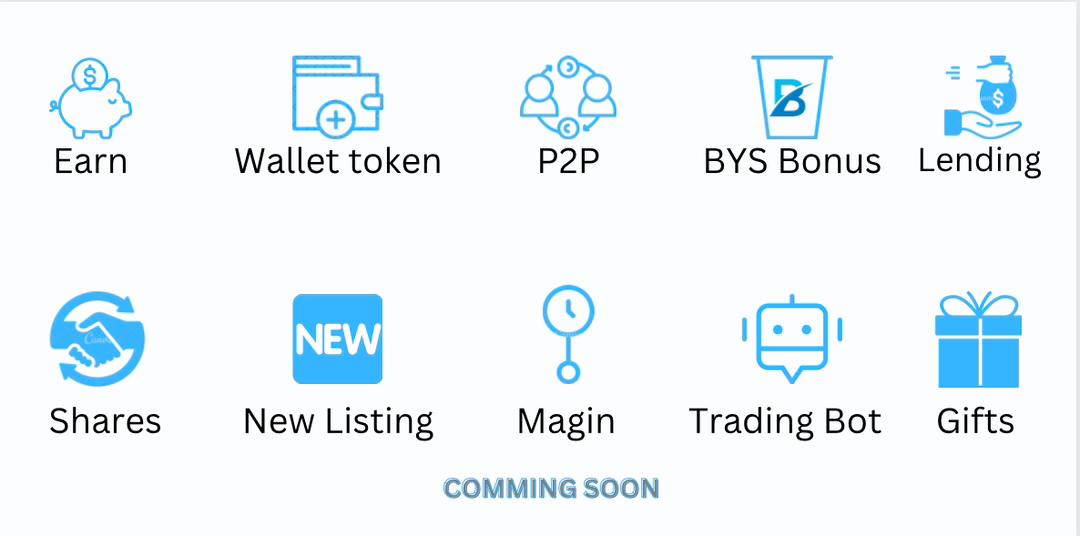 Earn Wallet token P2P BYS Bonus Lending
NEW
Shares New Listing Magin Trading Bot Gifts
COMMING SOON